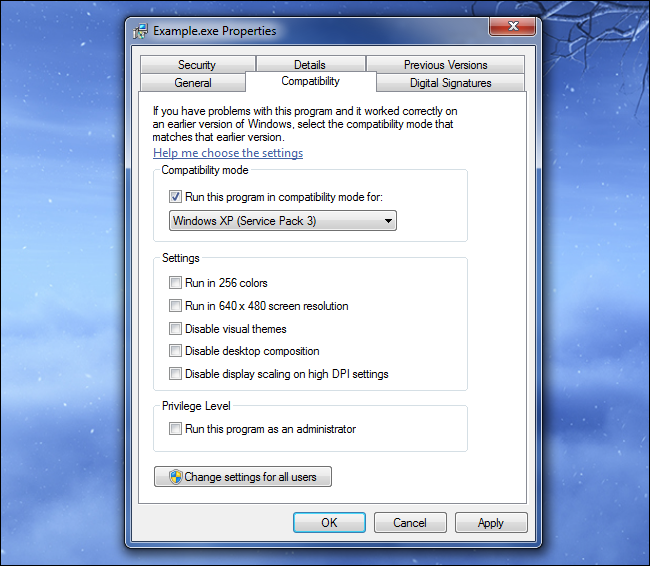 Example.exe Properties
Security Details Previous Versions
General Compatibility Digital Signatures
If you have problems with this program and it worked correctly on
an earlier version of Windows, select the compatibility mode that
matches that earlier version.
Help me choose the settings
Compatibility mode
Run this program in compatibility mode for:
Windows XP (Service Pack 3)
Settings
Run in 256 colors
Run in 640 x 480 screen resolution
Disable visual themes
Disable desktop composition
Disable display scaling on high DPI settings
Privilege Level
Run this program as an administrator
Change settings for all users
OK Cancel Apply